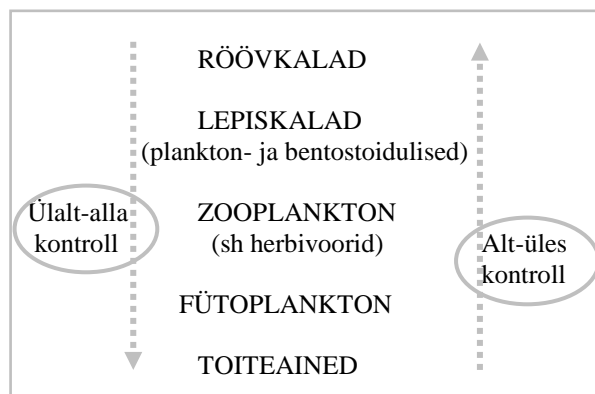 RÖÖVKALAD
LEPISKALAD
(plankton- ja bentostoidulised)
Ülalt-alla
kontroll
ZOOPLANKTON
(sh herbivoorid)
Alt-üles
kontroll
FÜTOPLANKTON
TOITEAINED